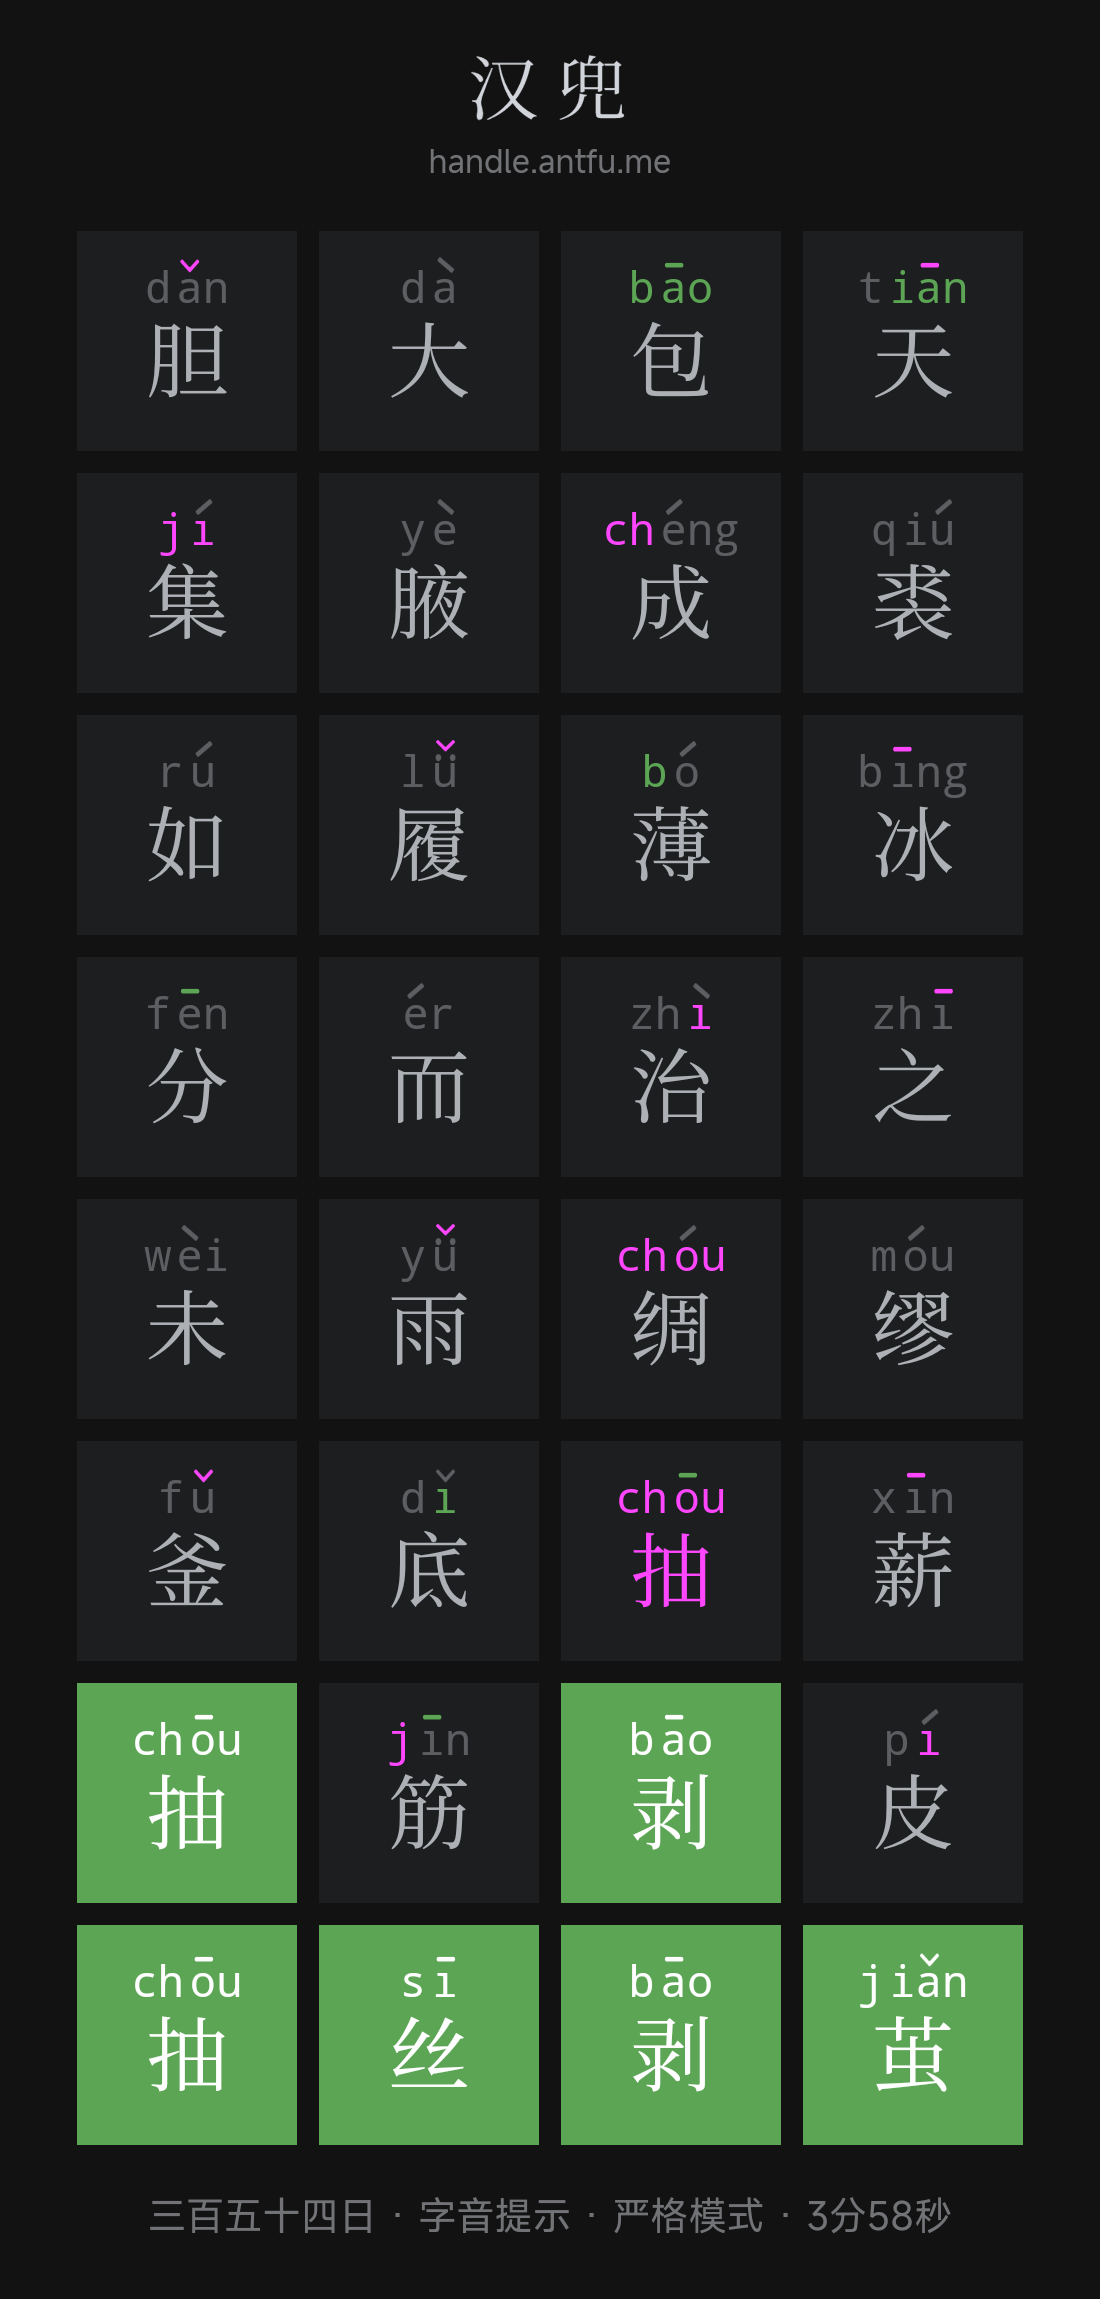 汉兜
handle.antfu.me
dǎn dà bāo tiān
胆 大 包 天
jí yè chéng qiú
集 腋 成 裘
rú lǚ bó bīng
如 履 薄 冰
fēn ér zhì zhī
分 而 治 之
wèi yǚ chóu móu
未 雨 绸 缪
fǔ dǐ chōu xīn
釜 底 抽 薪
chōu jīn bāo pí
抽 筋 剥 皮
chōu sī bāo jiǎn
抽 丝 剥 茧
三百五十四日 · 字音提示 · 严格模式 · 3分58秒